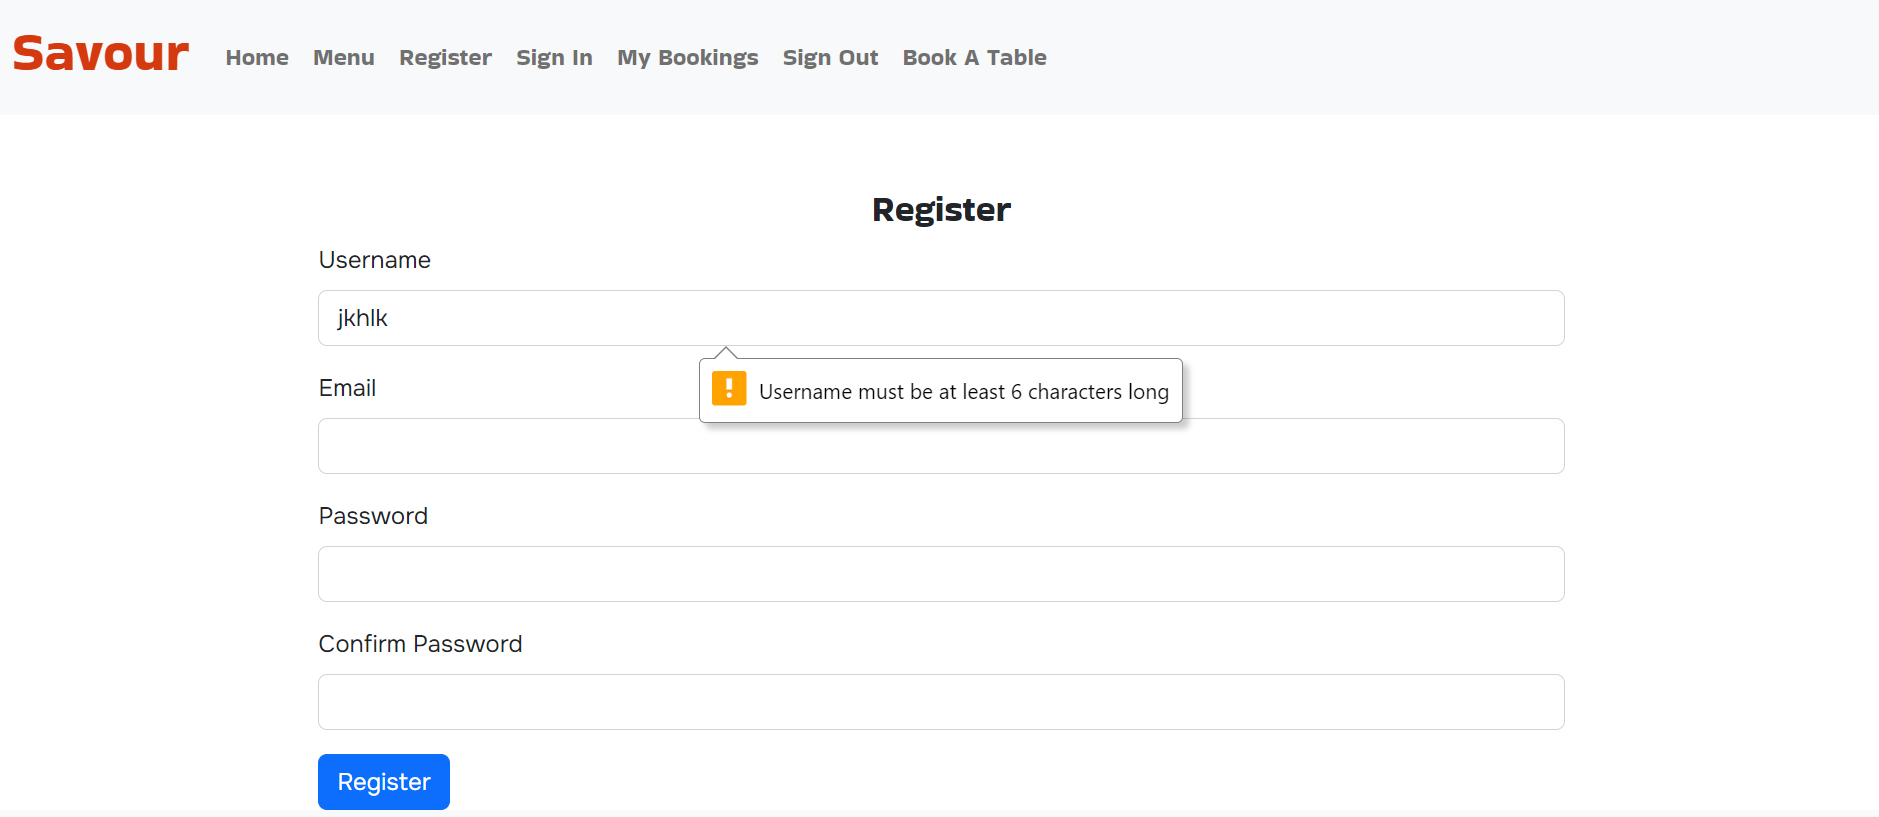 Savour Home Menu Register Sign In My Bookings Sign Out Book A Table
Register
Username
jkhlk
Username must be at least 6 characters long
Email
Password
Confirm Password
Register